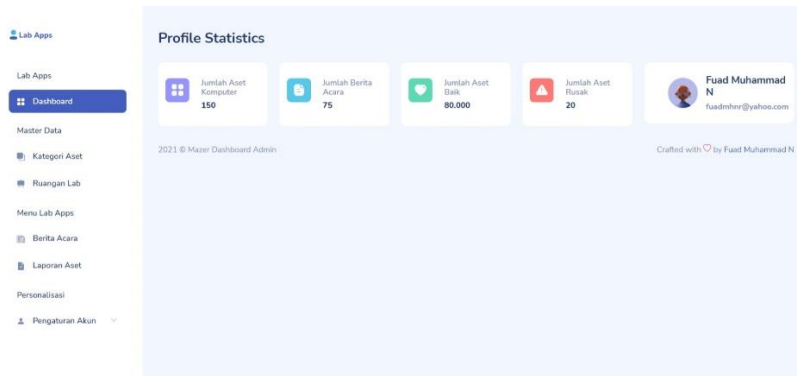 Lab Apps
Lab Apps
Dashboard
Master Data
Kategori Aset
Ruangan Lab
Menu Lab Apps
Berita Acara
Laporan Aset
Personalisasi
Pengaturan Akun
Profile Statistics
Jumlah Aset
Komputer
150
Jumlah Berita
Acara
75
Jumlah Aset
Baik
80.000
Jumlah Aset
Rusak
20
Fuad Muhammad
N
fuadmhnr@yahoo.com
2021 © Mazer Dashboard Admin
Crafted with ♡ by Fuad Muhammad N